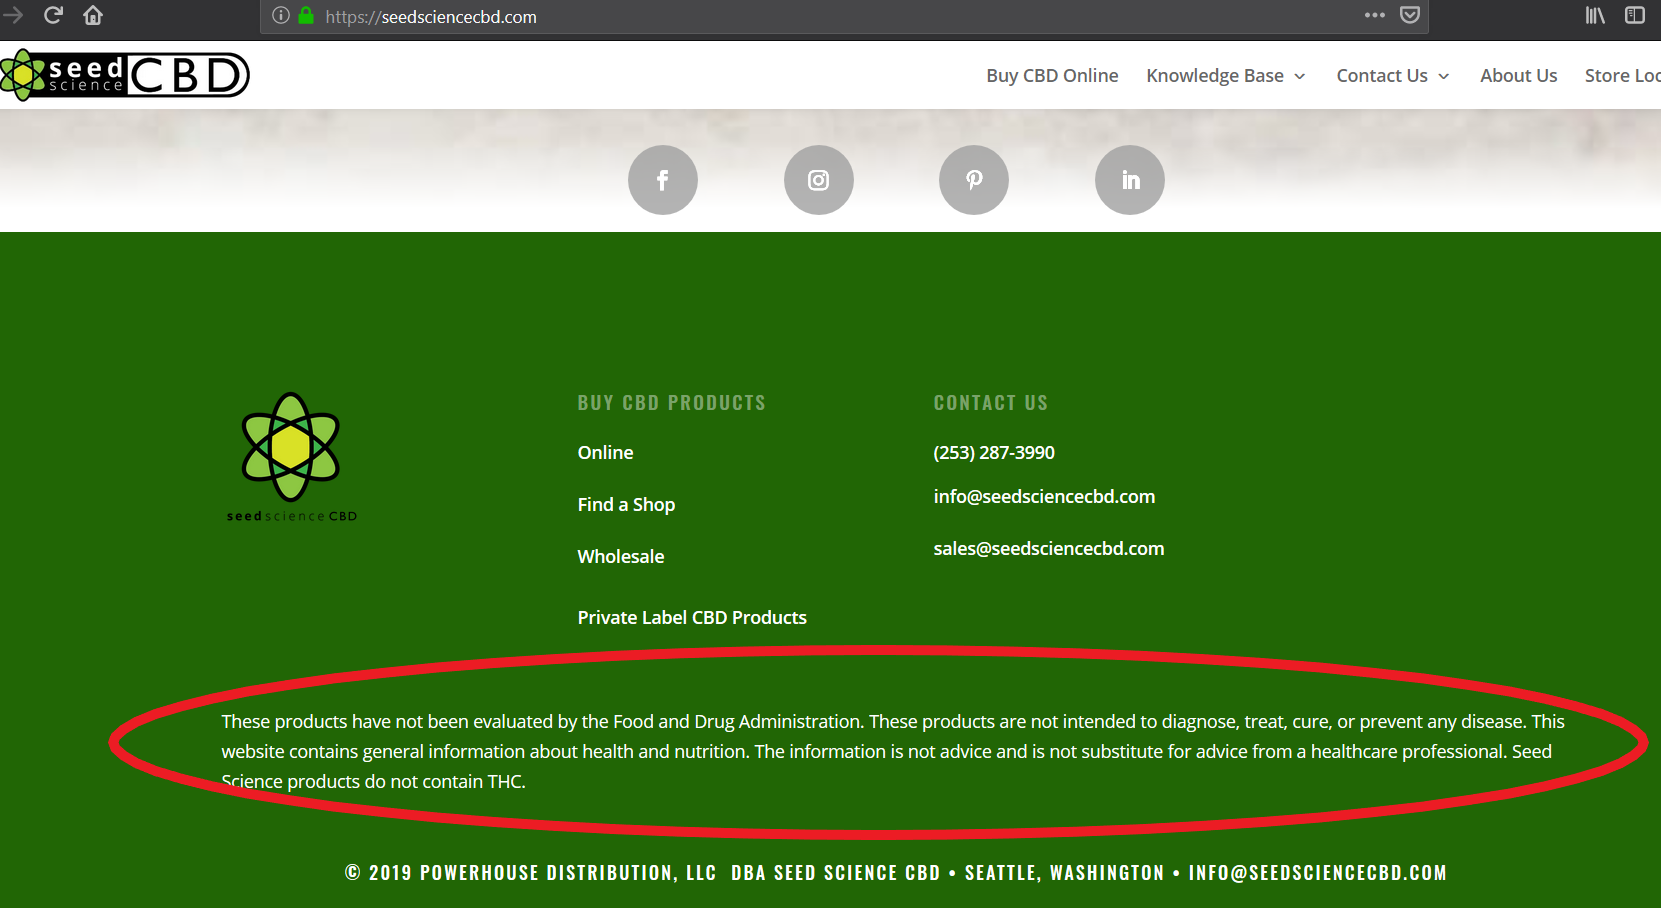 https://seedsciencecbd.com
seed science CBD
Buy CBD Online Knowledge Base Contact Us About Us Store Loc
BUY CBD PRODUCTS
Online
Find a Shop
Wholesale
Private Label CBD Products
CONTACT US
(253) 287-3990
info@seedsciencecbd.com
sales@seedsciencecbd.com
seedscience CBD
These products have not been evaluated by the Food and Drug Administration. These products are not intended to diagnose, treat, cure, or prevent any disease. This
website contains general information about health and nutrition. The information is not advice and is not substitute for advice from a healthcare professional. Seed
Science products do not contain THC.
© 2019 POWERHOUSE DISTRIBUTION, LLC DBA SEED SCIENCE CBD • SEATTLE, WASHINGTON • INFO@SEEDSCIENCECBD.COM